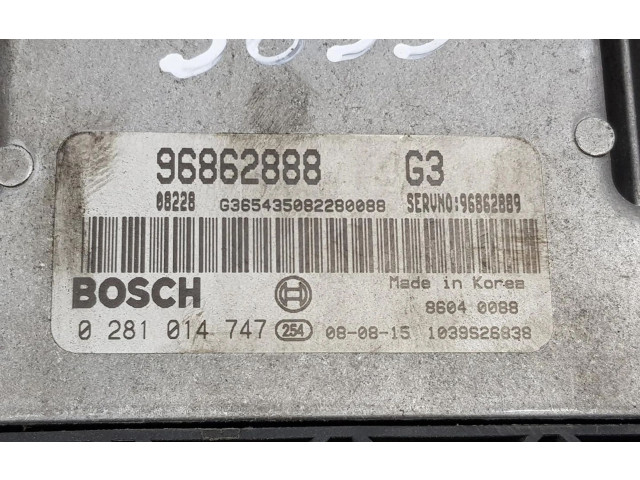 96862888 G3
08228 G365435082280088 SERVNO:96862889
BOSCH Made in Korea
8604 0088
0 281 014 747 254 08-08-15 1039S26838